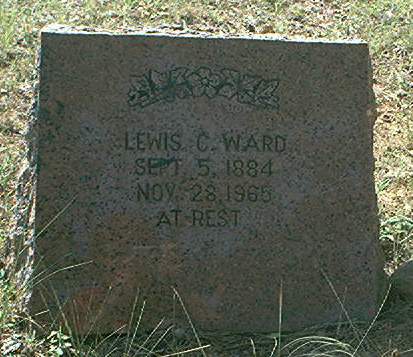 LEWIS C. WARD
SEPT. 5, 1884
NOV. 28, 1965
AT REST